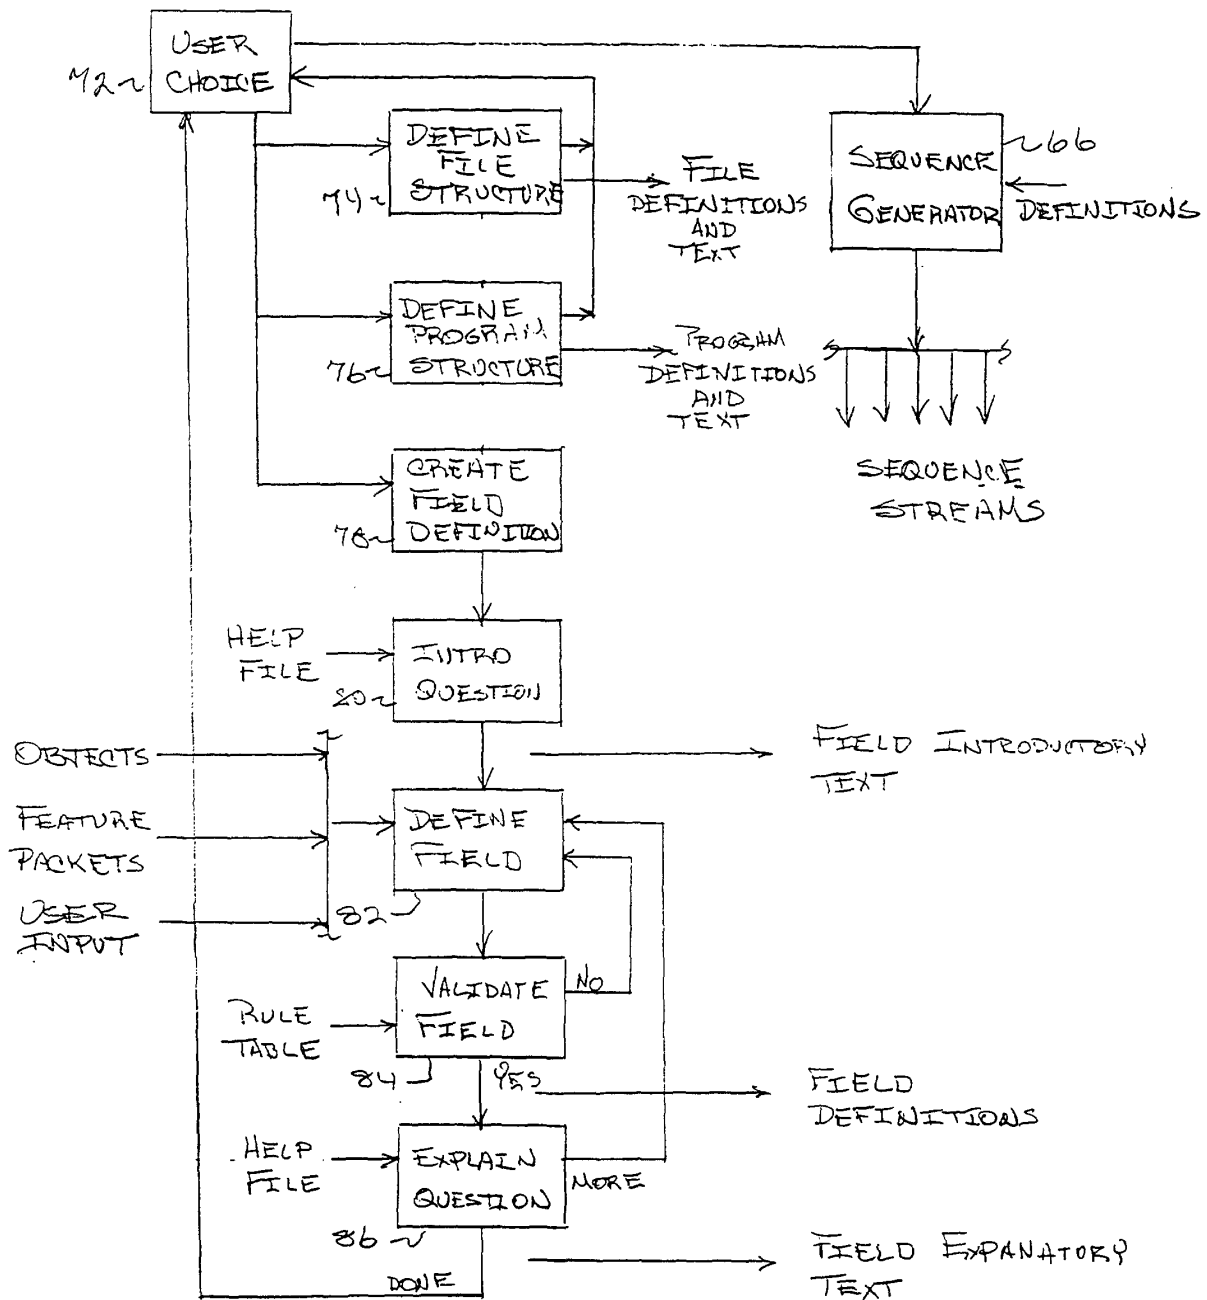 USER
CHOICE
72
DEFINE
FILE
STRUCTURE
74
FILE
DEFINITIONS
AND
TEXT
SEQUENCE
GENERATOR
66
DEFINITIONS
DEFINE
PROGRAM
STRUCTURE
76
PROGRAM
DEFINITIONS
AND
TEXT
SEQUENCE
STREAMS
CREATE
FIELD
DEFINITION
78
HELP
FILE
INTRO
QUESTION
80
OBJECTS
FEATURE
PACKETS
USER
INPUT
FIELD INTRODUCTORY
TEXT
DEFINE
FIELD
82
VALIDATE
FIELD
NO
RULE
TABLE
84
YES
FIELD
DEFINITIONS
HELP
FILE
EXPLAIN
QUESTION
MORE
86
DONE
FIELD EXPANATORY
TEXT